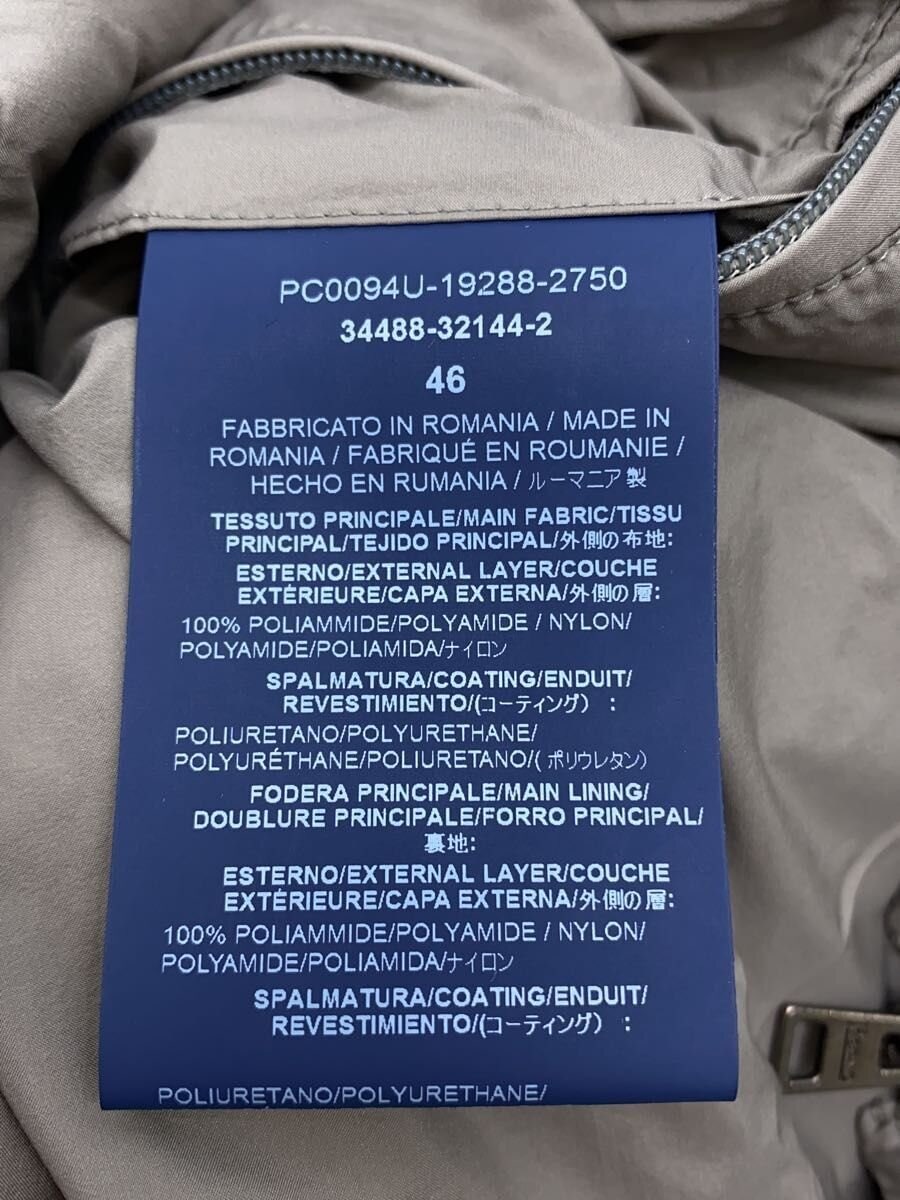 PC0094U-19288-2750
34488-32144-2
46
FABBRICATO IN ROMANIA / MADE IN
ROMANIA / FABRIQUÉ EN ROUMANIE /
HECHO EN RUMANIA / ルーマニア製
TESSUTO PRINCIPALE/MAIN FABRIC/TISSU
PRINCIPAL/TEJIDO PRINCIPAL/外側の布地:
ESTERNO/EXTERNAL LAYER/COUCHE
EXTÉRIEURE/CAPA EXTERNA/外側の層:
100% POLIAMMIDE/POLYAMIDE / NYLON/
POLYAMIDE/POLIAMIDA/ナイロン
SPALMATURA/COATING/ENDUIT/
REVESTIMIENTO/(コーティング) :
POLIURETANO/POLYURETHANE/
POLYURÉTHANE/POLIURETANO/( ポリウレタン)
FODERA PRINCIPALE/MAIN LINING/
DOUBLURE PRINCIPALE/FORRO PRINCIPAL/
裏地:
ESTERNO/EXTERNAL LAYER/COUCHE
EXTÉRIEURE/CAPA EXTERNA/外側の層:
100% POLIAMMIDE/POLYAMIDE / NYLON/
POLYAMIDE/POLIAMIDA/ナイロン
SPALMATURA/COATING/ENDUIT/
REVESTIMIENTO/(コーティング) :
POLIURETANO/POLYURETHANE/